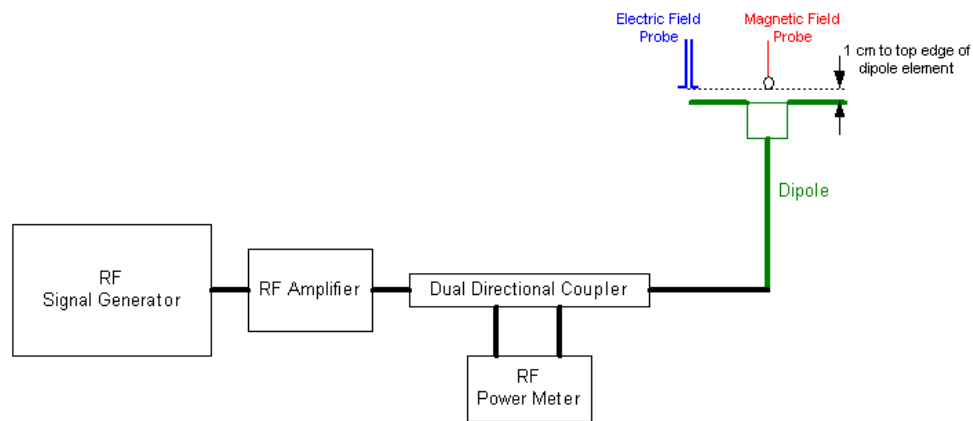 Electric Field
Probe
Magnetic Field
Probe
1 cm to top edge of
dipole element
Dipole
RF
Signal Generator
RF Amplifier
Dual Directional Coupler
RF
Power Meter